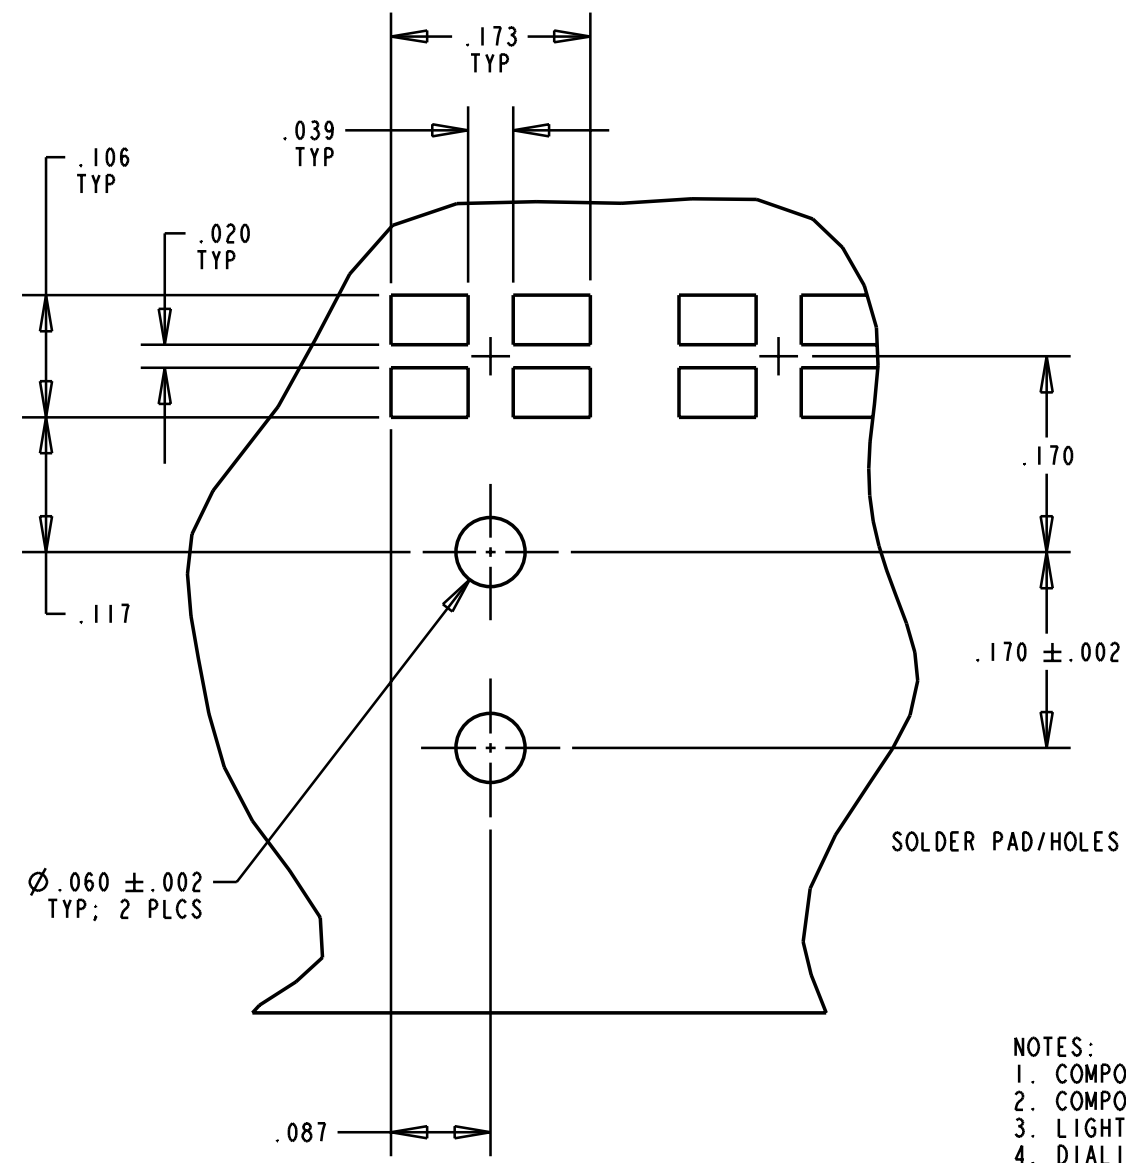 .173
TYP
.039
TYP
.106
TYP
.020
TYP
.170
.117
.170 ±.002
SOLDER PAD/HOLES
Ø.060 ±.002
TYP; 2 PLCS
NOTES:
1. COMPO
2. COMPO
3. LIGHT
4. DIALI
.087